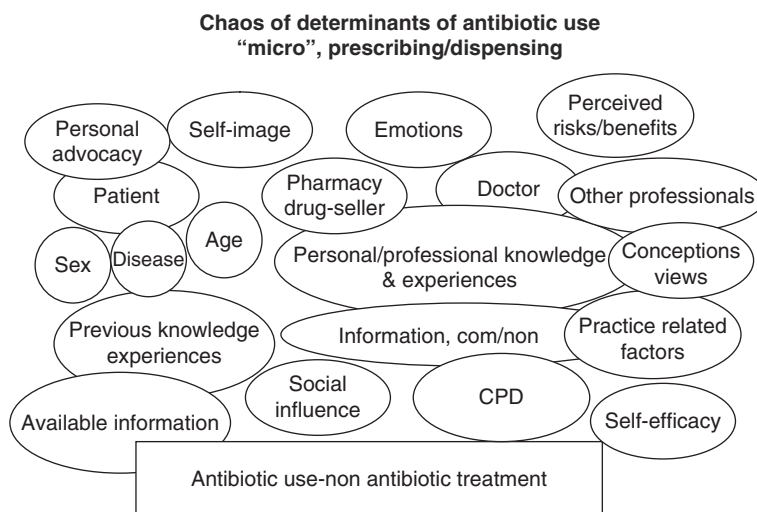 Chaos of determinants of antibiotic use
“micro”, prescribing/dispensing
Personal
advocacy
Self-image
Emotions
Perceived
risks/benefits
Patient
Pharmacy
drug-seller
Doctor
Other professionals
Sex
Disease
Age
Personal/professional knowledge
& experiences
Conceptions
views
Previous knowledge
experiences
Information, com/non
Practice related
factors
Available information
Social
influence
CPD
Self-efficacy
Antibiotic use-non antibiotic treatment